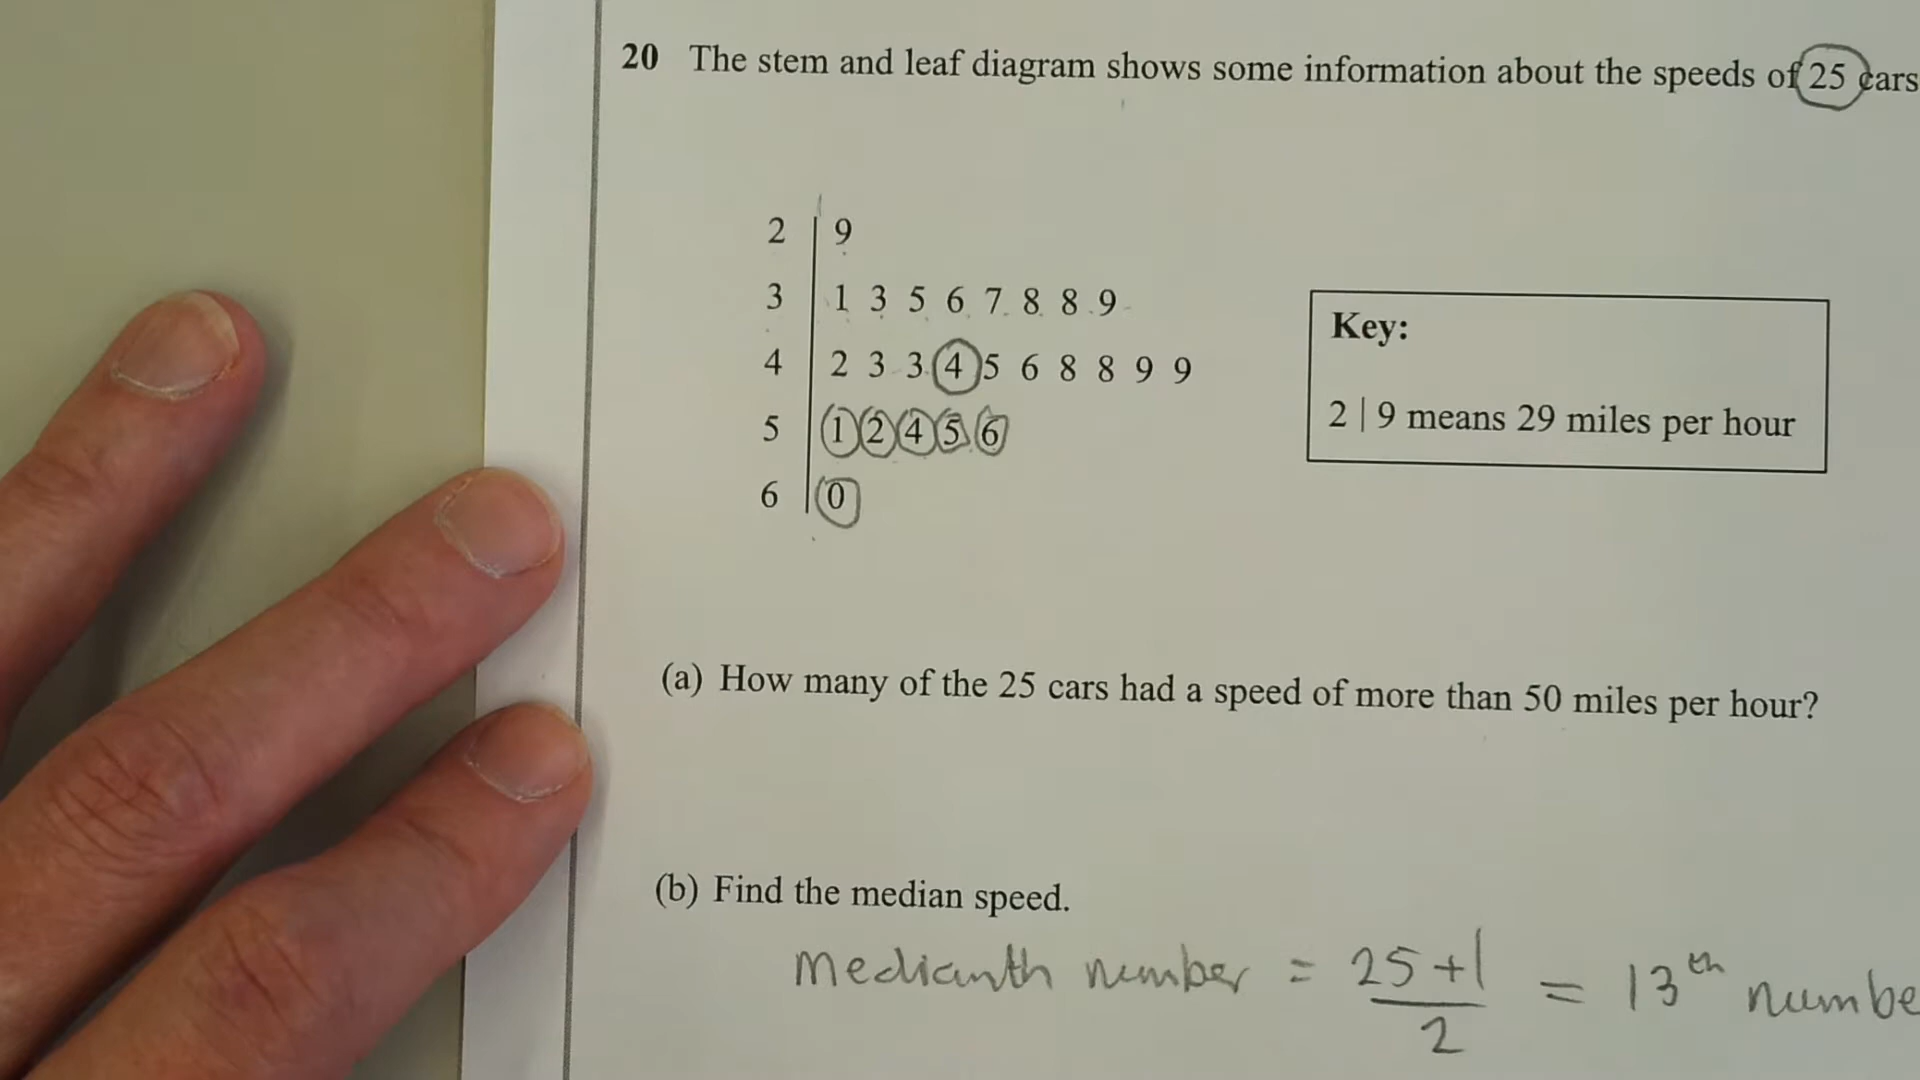 20 The stem and leaf diagram shows some information about the speeds of 25 cars
2 | 9
3 | 1 3 5 6 7 8 8 9
4 | 2 3 3 4 5 6 8 8 9 9
5 | 1 2 4 5 6
6 | 0
Key:
2 | 9 means 29 miles per hour
(a) How many of the 25 cars had a speed of more than 50 miles per hour?
(b) Find the median speed.
Medianth number = 25+1 / 2 = 13th numbe